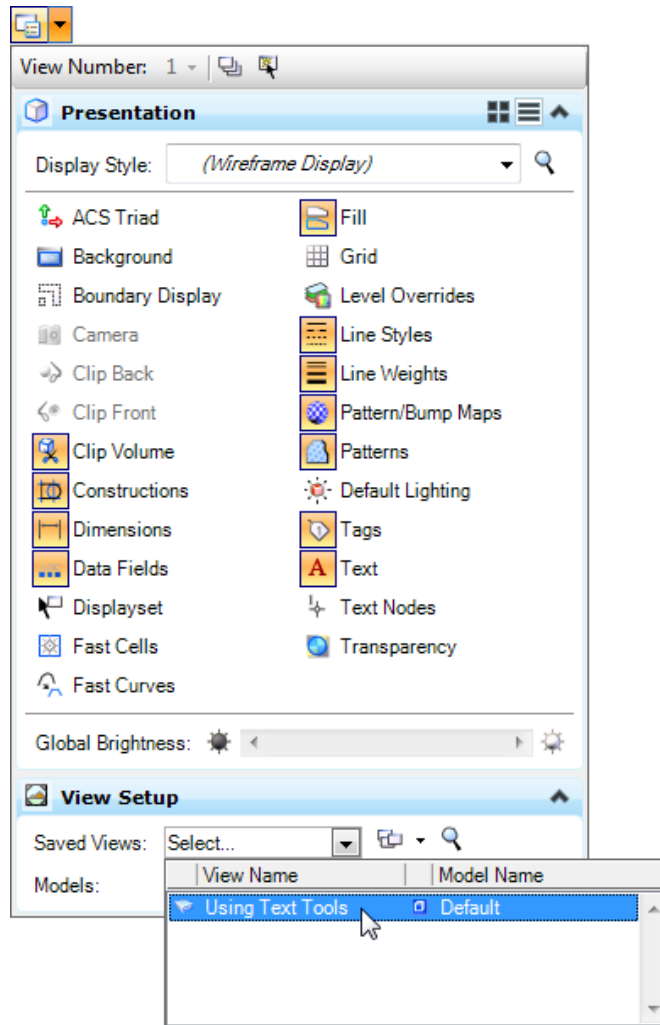 View Number: 1
Presentation
Display Style: (Wireframe Display)
ACS Triad Fill
Background Grid
Boundary Display Level Overrides
Camera Line Styles
Clip Back Line Weights
Clip Front Pattern/Bump Maps
Clip Volume Patterns
Constructions Default Lighting
Dimensions Tags
Data Fields Text
Displayset Text Nodes
Fast Cells Transparency
Fast Curves
Global Brightness:
View Setup
Saved Views: Select...
Models: View Name Model Name
Using Text Tools Default